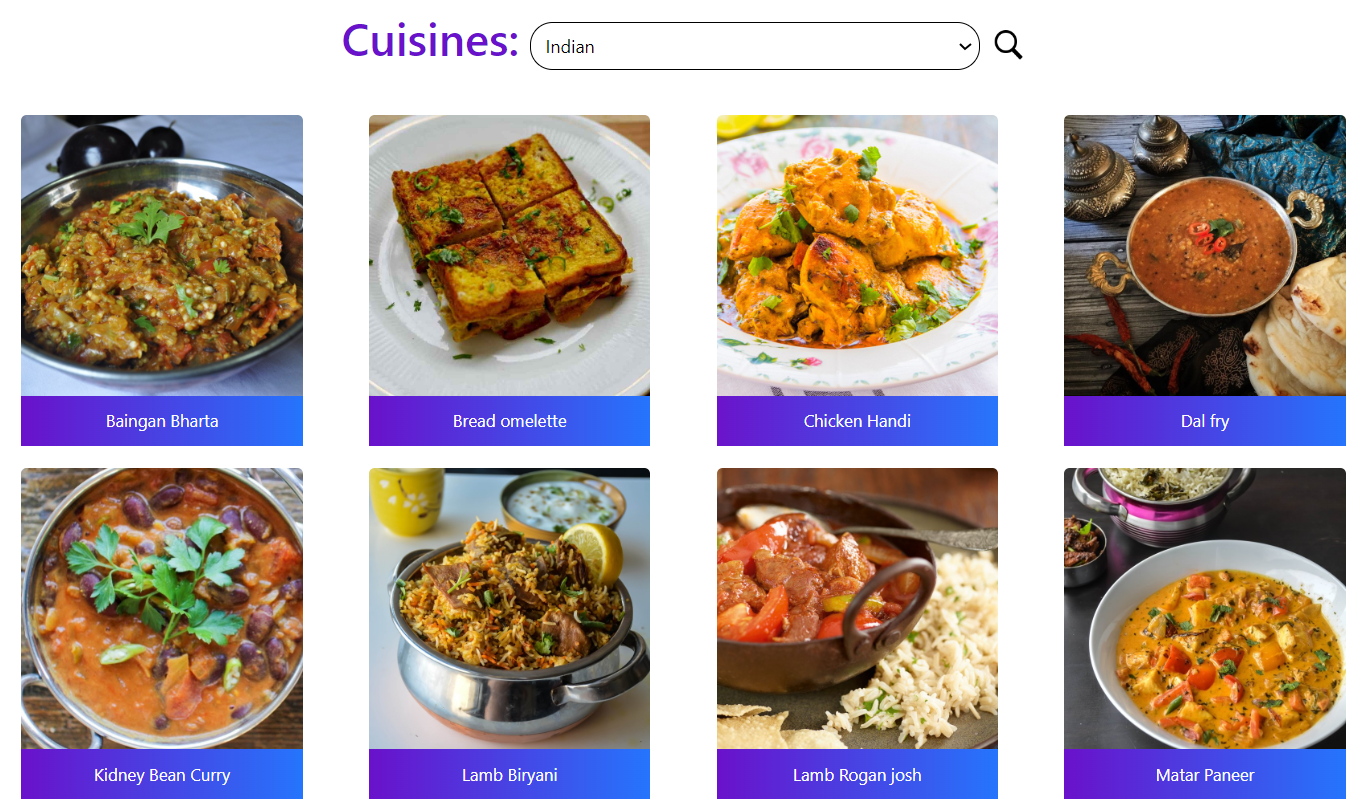 Cuisines:
Indian
Baingan Bharta
Bread omelette
Chicken Handi
Dal fry
Kidney Bean Curry
Lamb Biryani
Lamb Rogan josh
Matar Paneer